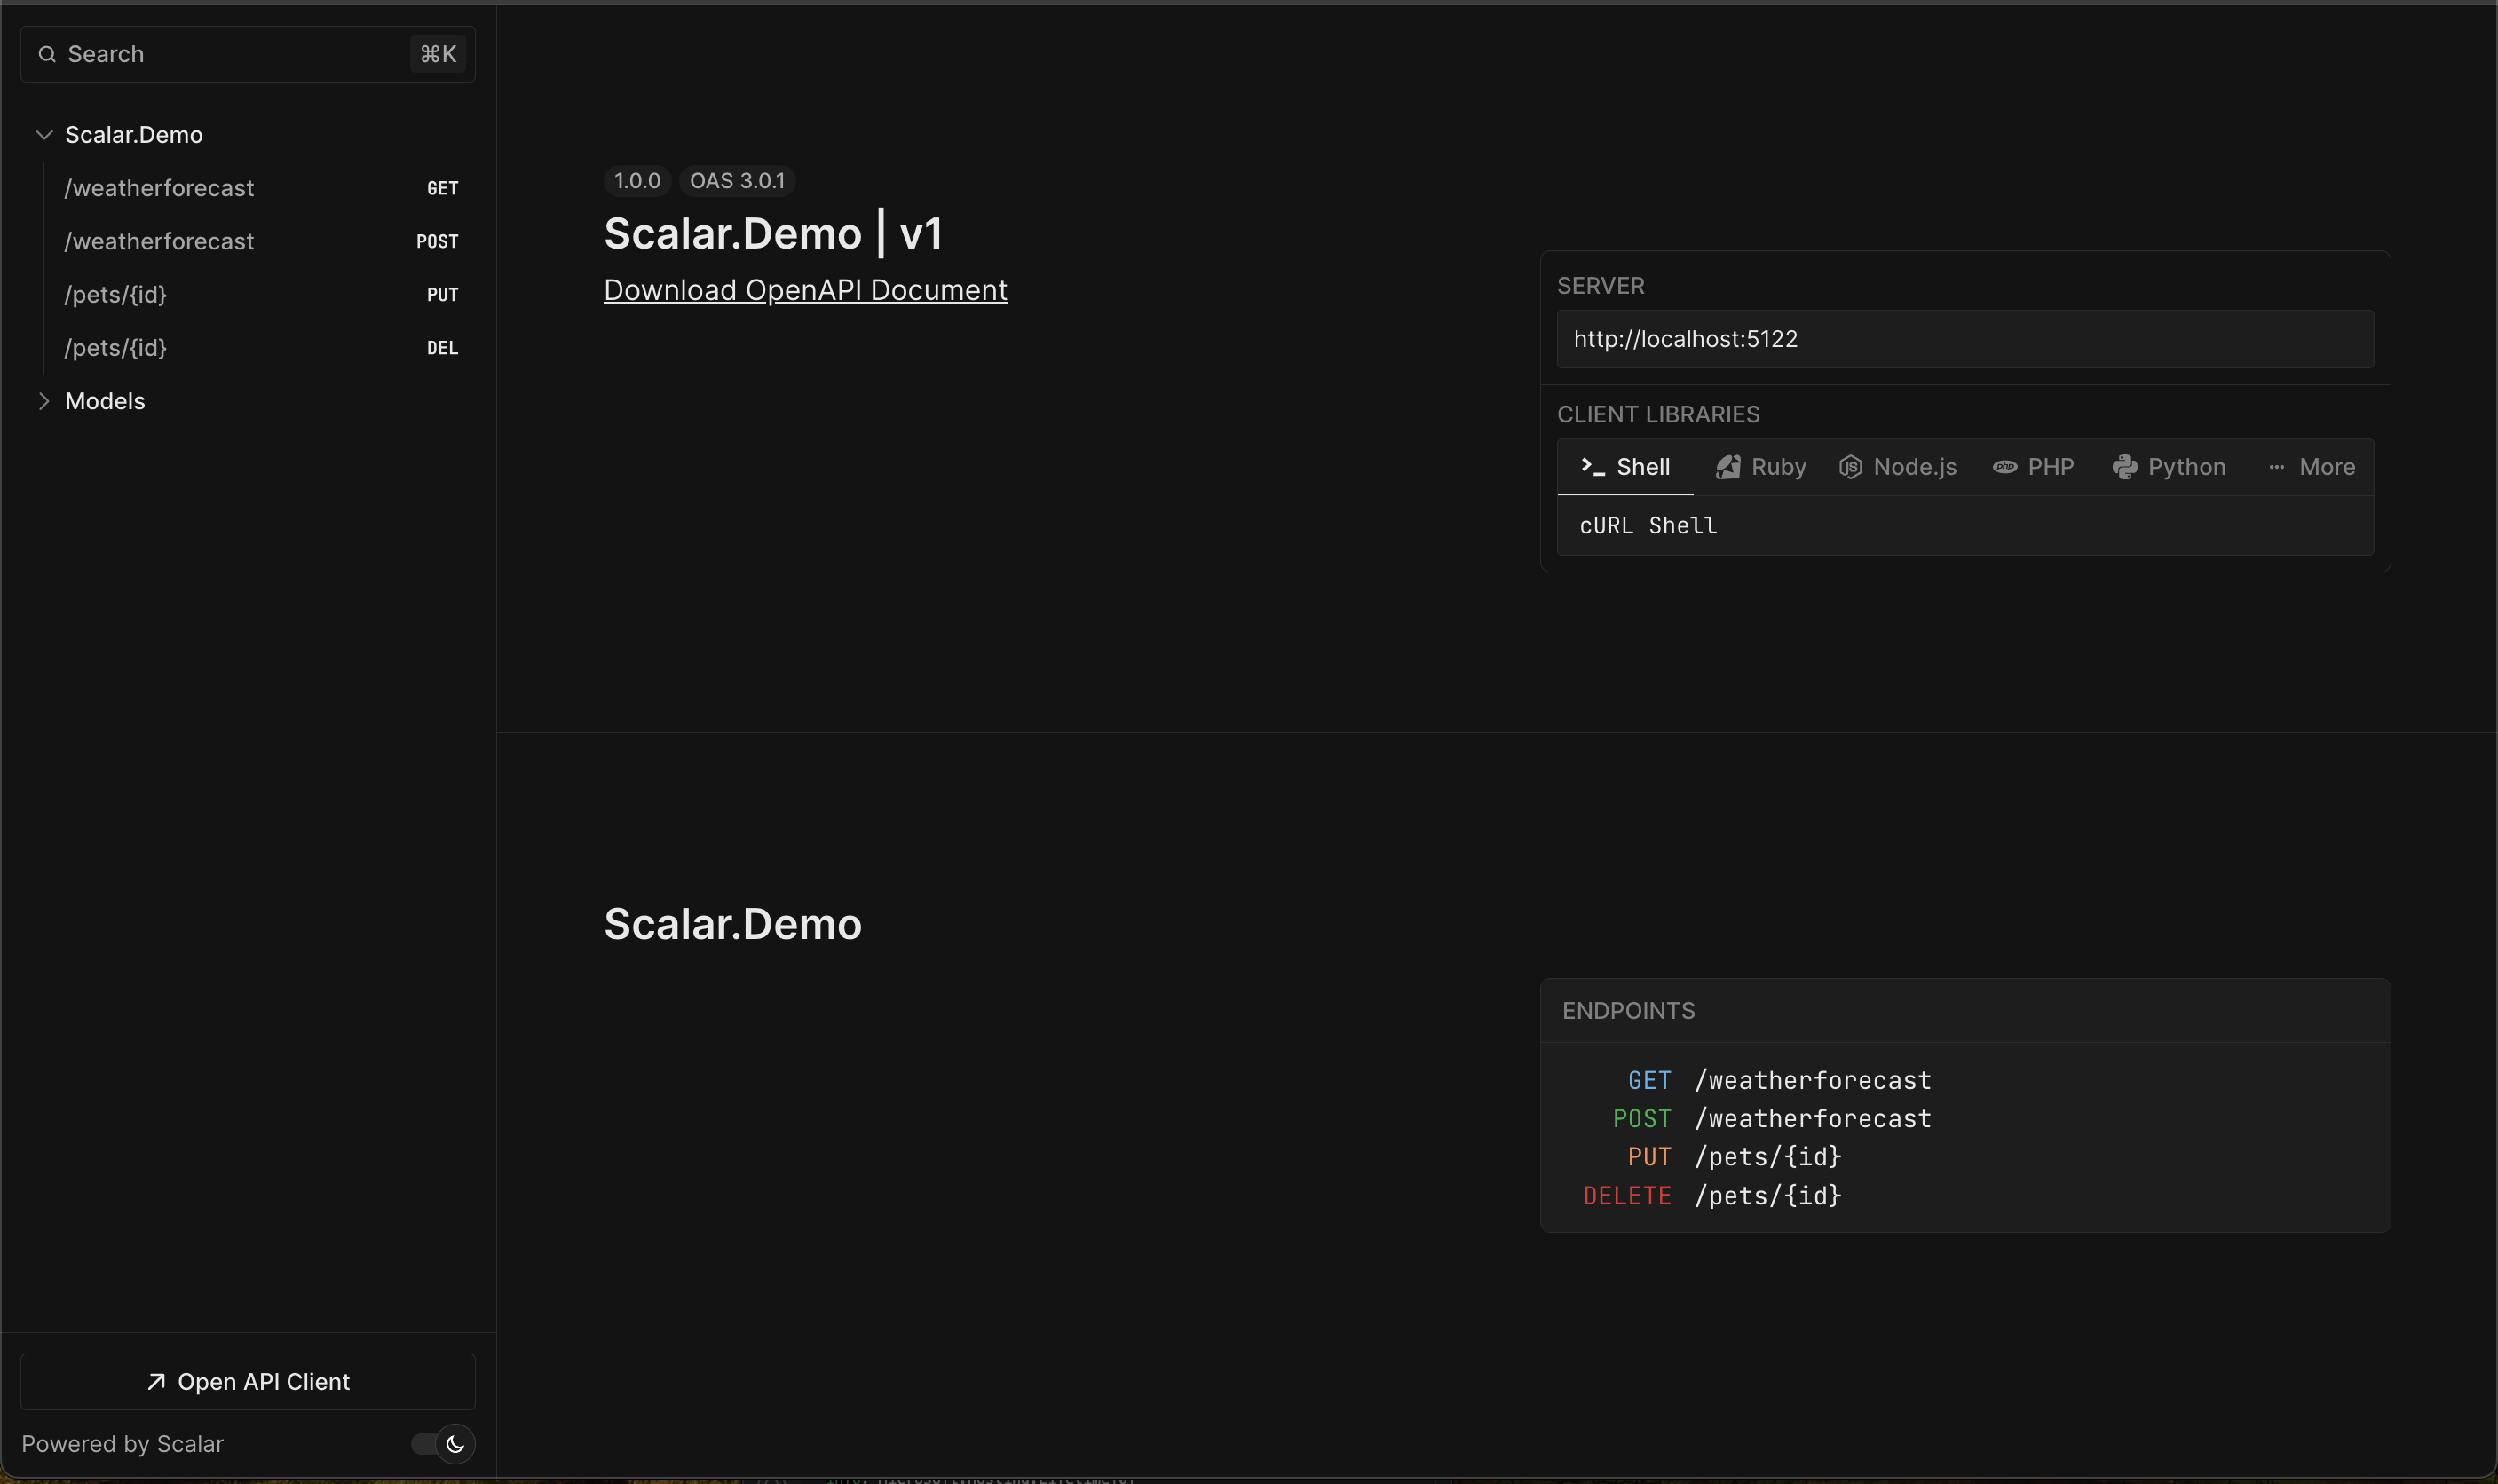 Search ⌘K
Scalar.Demo
/weatherforecast GET
/weatherforecast POST
/pets/{id} PUT
/pets/{id} DEL
Models
Open API Client
Powered by Scalar
1.0.0 OAS 3.0.1
Scalar.Demo | v1
Download OpenAPI Document
SERVER
http://localhost:5122
CLIENT LIBRARIES
Shell Ruby Node.js PHP Python ··· More
cURL Shell
Scalar.Demo
ENDPOINTS
GET /weatherforecast
POST /weatherforecast
PUT /pets/{id}
DELETE /pets/{id}